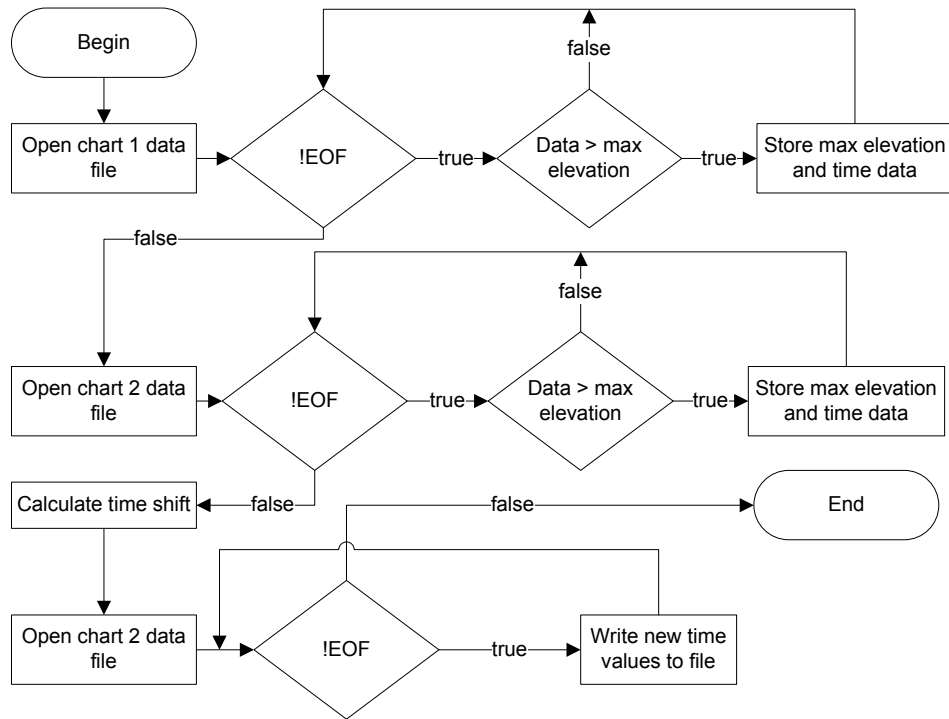 Begin
false
Open chart 1 data
file
!EOF
true
Data > max
elevation
true
Store max elevation
and time data
false
false
Open chart 2 data
file
!EOF
true
Data > max
elevation
true
Store max elevation
and time data
Calculate time shift
false
false
End
Open chart 2 data
file
!EOF
true
Write new time
values to file